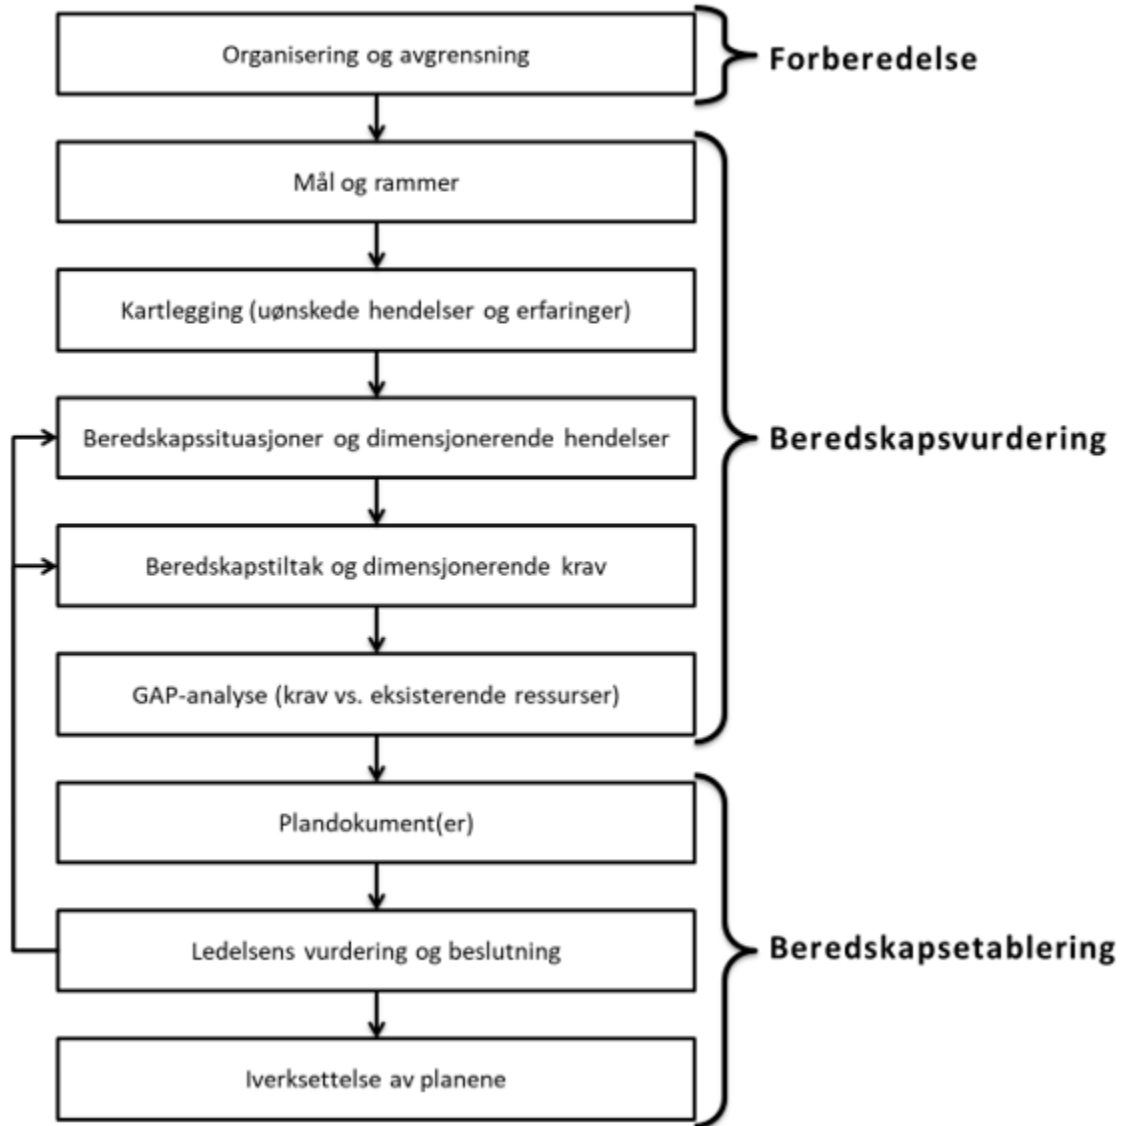 Organisering og avgrensning
Forberedelse
Mål og rammer
Kartlegging (uønskede hendelser og erfaringer)
Beredskapssituasjoner og dimensjonerende hendelser
Beredskapsvurdering
Beredskapstiltak og dimensjonerende krav
GAP-analyse (krav vs. eksisterende ressurser)
Plandokument(er)
Ledelsens vurdering og beslutning
Beredskapsetablering
Iverksettelse av planene